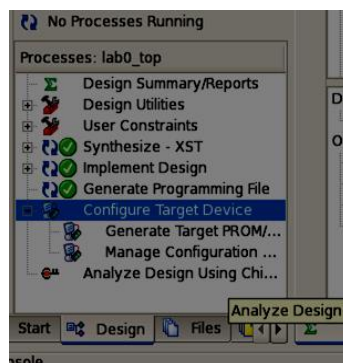 No Processes Running
Processes: lab0_top
Design Summary/Reports
Design Utilities
User Constraints
Synthesize - XST
Implement Design
Generate Programming File
Configure Target Device
Generate Target PROM/...
Manage Configuration ...
Analyze Design Using Chi...
Analyze Design
Start Design Files